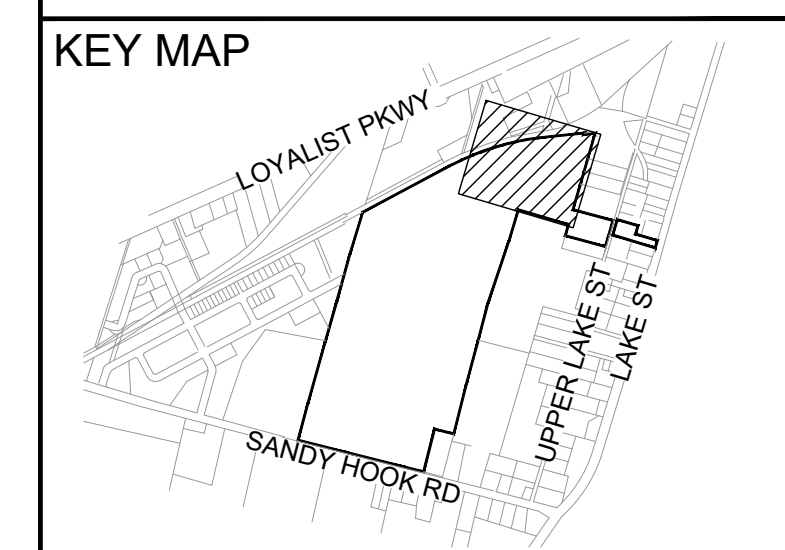 KEY MAP
LOYALIST PKWY
UPPER LAKE ST
LAKE ST
SANDY HOOK RD